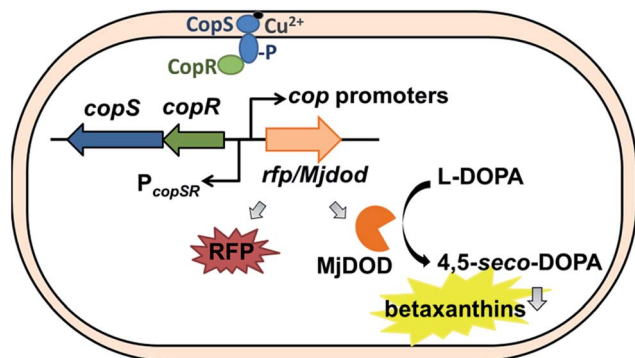 CopS Cu²⁺
-P
CopR
copS copR cop promoters
P_copSR rfp/Mjdod
L-DOPA
RFP
MjDOD 4,5-seco-DOPA
betaxanthins